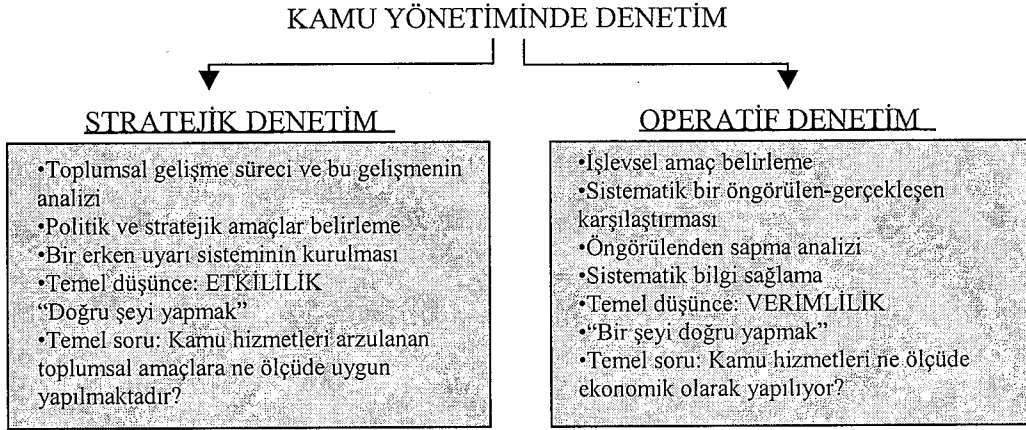 KAMU YÖNETİMİNDE DENETİM
STRATEJİK DENETİM
•Toplumsal gelişme süreci ve bu gelişmenin
analizi
•Politik ve stratejik amaçlar belirleme
•Bir erken uyarı sisteminin kurulması
•Temel düşünce: ETKİLİLİK
“Doğru şeyi yapmak”
•Temel soru: Kamu hizmetleri arzulanan
toplumsal amaçlara ne ölçüde uygun
yapılmaktadır?
OPERATİF DENETİM
•İşlevsel amaç belirleme
•Sistematik bir öngörülen-gerçekleşen
karşılaştırması
•Öngörülenden sapma analizi
•Sistematik bilgi sağlama
•Temel düşünce: VERİMLİLİK
•“Bir şeyi doğru yapmak”
•Temel soru: Kamu hizmetleri ne ölçüde
ekonomik olarak yapılıyor?